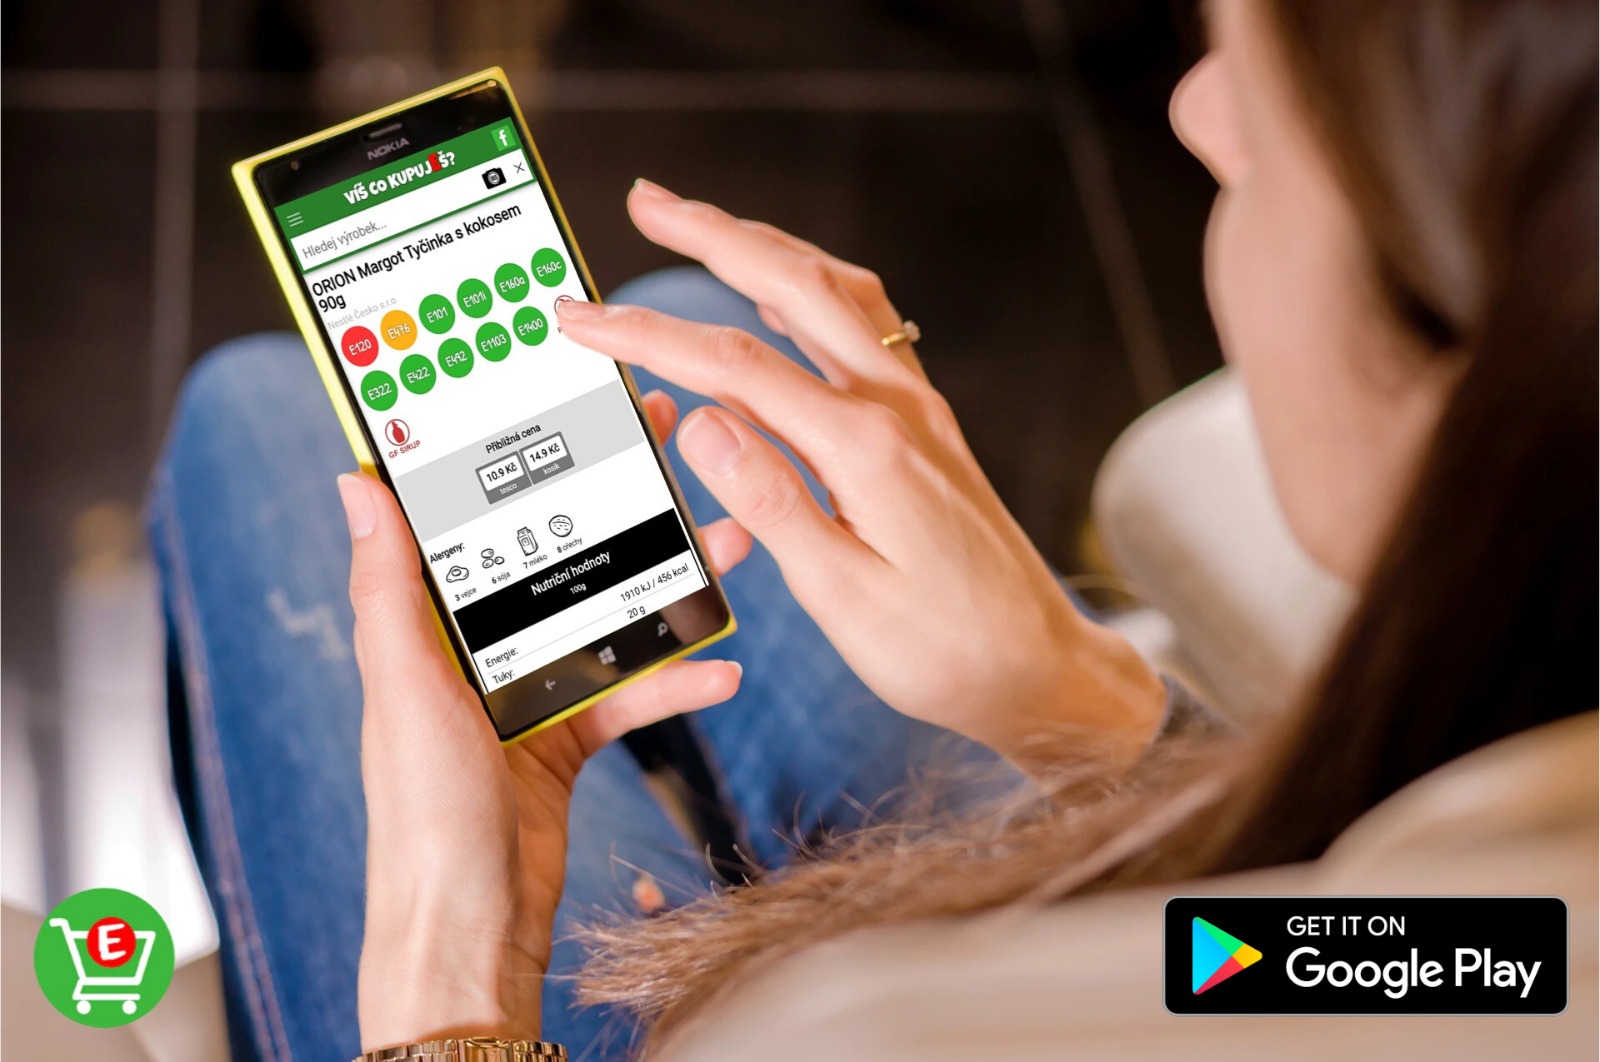 NOKIA
VÍŠ CO KUPUJEŠ?
f
Hledej výrobek...
ORION Margot Tyčinka s kokosem
90g
Nestlé Česko s.r.o.
E120 E476 E101 E101i E160a E160c
E322 E422 E492 E1103 E1400
GF SIRUP
Přibližná cena
10.9 Kč 14.9 Kč
tesco kosik
Alergeny:
3 vejce 6 sója 7 mléko 8 ořechy
Nutriční hodnoty
100g
Energie: 1910 kJ / 456 kcal
Tuky: 20 g
E
GET IT ON
Google Play